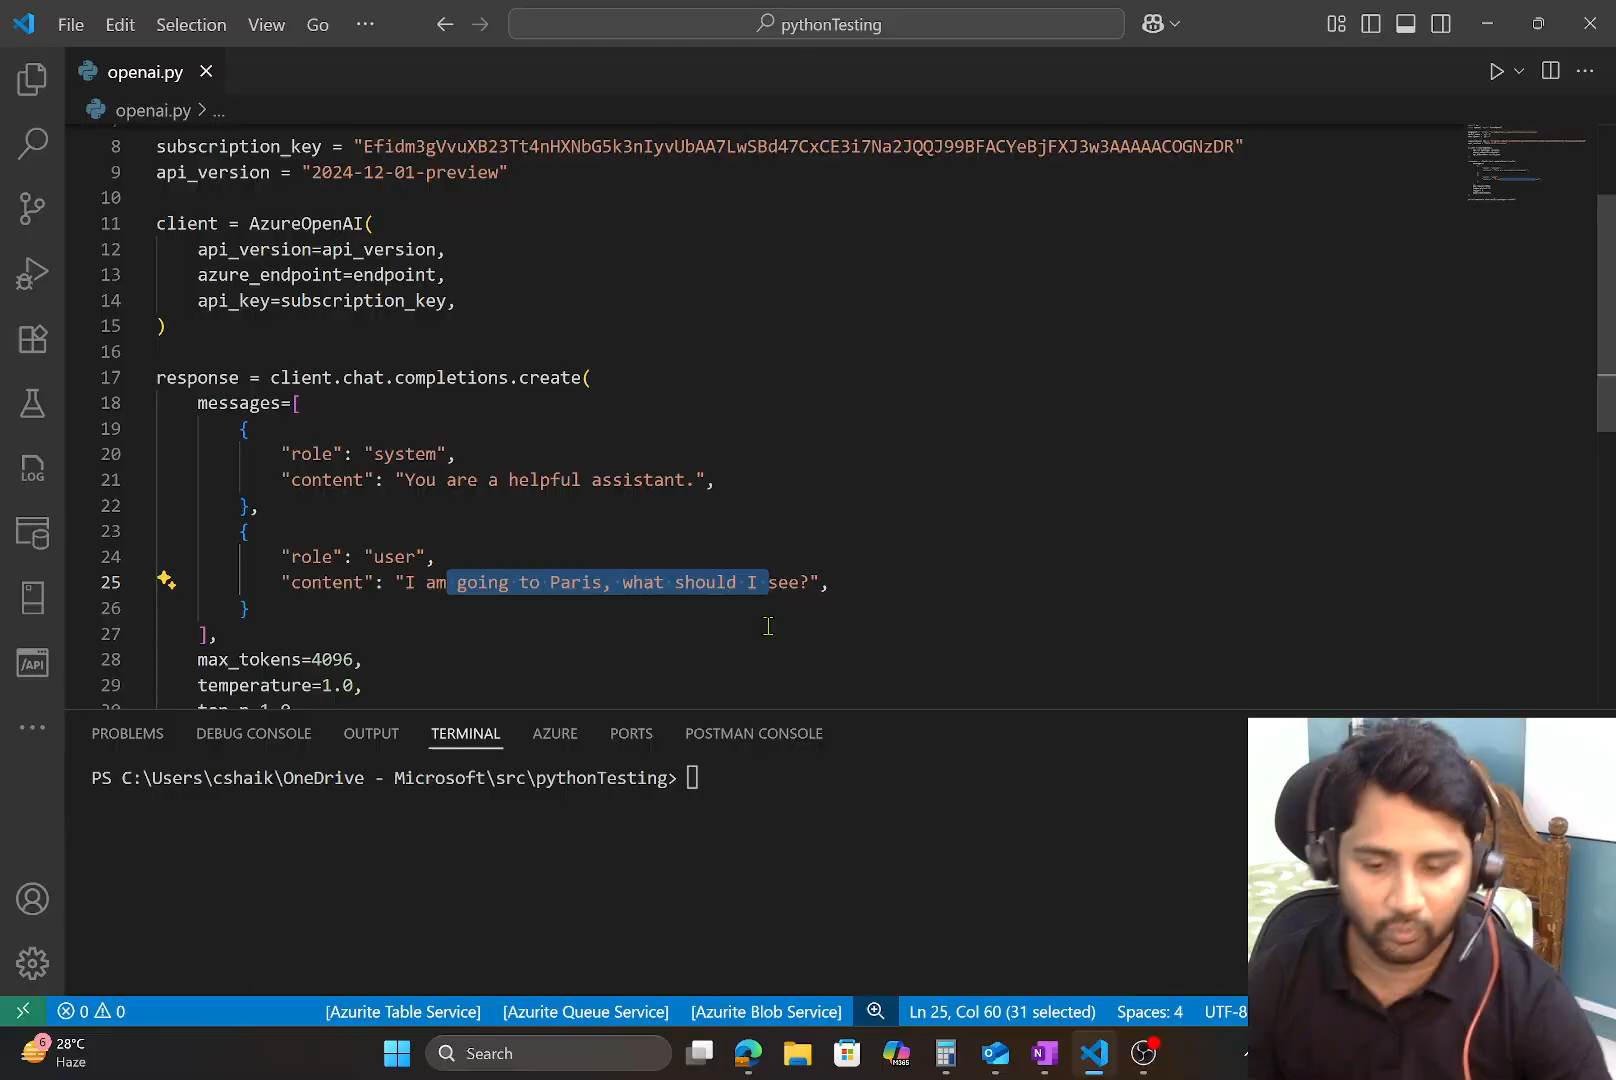 File Edit Selection View Go ··· pythonTesting
openai.py
openai.py > ...
8 subscription_key = "Efidm3gVvuXB23Tt4nHXNbG5k3nIyvUbAA7LwSBd47CxCE3i7Na2JQQJ99BFACYeBjFXJ3w3AAAAACOGNzDR"
9 api_version = "2024-12-01-preview"
10
11 client = AzureOpenAI(
12 api_version=api_version,
13 azure_endpoint=endpoint,
14 api_key=subscription_key,
15 )
16
17 response = client.chat.completions.create(
18 messages=[
19 {
20 "role": "system",
21 "content": "You are a helpful assistant.",
22 },
23 {
24 "role": "user",
25 "content": "I am going to Paris, what should I see?",
26 }
27 ],
28 max_tokens=4096,
29 temperature=1.0,
LOG
/API
PROBLEMS DEBUG CONSOLE OUTPUT TERMINAL AZURE PORTS POSTMAN CONSOLE
PS C:\Users\cshaik\OneDrive - Microsoft\src\pythonTesting>
0 0 [Azurite Table Service] [Azurite Queue Service] [Azurite Blob Service] Ln 25, Col 60 (31 selected) Spaces: 4 UTF-8
6 28°C
Haze
Search
M365